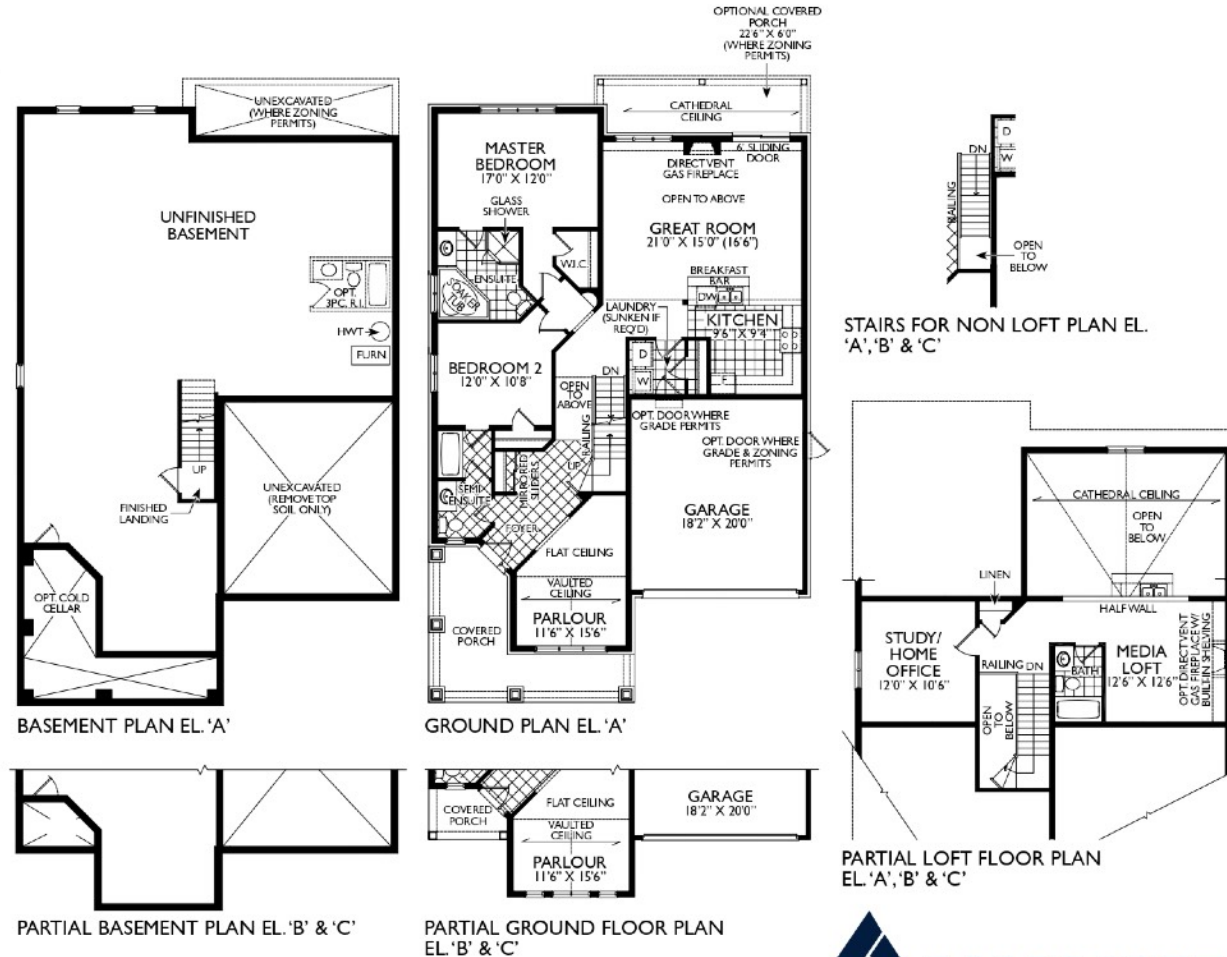 UNEXCAVATED
(WHERE ZONING
PERMITS)
UNFINISHED
BASEMENT
OPT.
3PC. R.I.
HWT
FURN
UP
FINISHED
LANDING
UNEXCAVATED
(REMOVE TOP
SOIL ONLY)
OPT. COLD
CELLAR
BASEMENT PLAN EL. ‘A’
OPTIONAL COVERED
PORCH
22'6" X 6'0"
(WHERE ZONING
PERMITS)
CATHEDRAL
CEILING
MASTER
BEDROOM
17'0" X 12'0"
GLASS
SHOWER
6' SLIDING
DOOR
DIRECT VENT
GAS FIREPLACE
OPEN TO ABOVE
GREAT ROOM
21'0" X 15'0" (16'6")
W.I.C.
ENSUITE
SOAKER
TUB
BREAKFAST
BAR
DW
LAUNDRY
(SUNKEN IF
REQ'D)
KITCHEN
9'6" X 9'4"
D
W
F
BEDROOM 2
12'0" X 10'8"
DN
OPEN
TO
ABOVE
RAILING
OPT. DOOR WHERE
GRADE PERMITS
OPT. DOOR WHERE
GRADE & ZONING
PERMITS
UP
MIRRORED
SLIDERS
SEMI
ENSUITE
FOYER
GARAGE
18'2" X 20'0"
FLAT CEILING
VAULTED
CEILING
PARLOUR
11'6" X 15'6"
COVERED
PORCH
GROUND PLAN EL. ‘A’
D
W
DN
RAILING
OPEN
TO
BELOW
STAIRS FOR NON LOFT PLAN EL.
‘A’, ‘B’ & ‘C’
CATHEDRAL CEILING
OPEN
TO
BELOW
LINEN
HALF WALL
STUDY/
HOME
OFFICE
12'0" X 10'6"
RAILING DN
OPEN
TO
BELOW
BATH
MEDIA
LOFT
12'6" X 12'6"
OPT. DIRECT VENT
GAS FIREPLACE W/
BUILT-IN SHELVING
PARTIAL LOFT FLOOR PLAN
EL. ‘A’, ‘B’ & ‘C’
PARTIAL BASEMENT PLAN EL. ‘B’ & ‘C’
COVERED
PORCH
FLAT CEILING
VAULTED
CEILING
PARLOUR
11'6" X 15'6"
GARAGE
18'2" X 20'0"
PARTIAL GROUND FLOOR PLAN
EL. ‘B’ & ‘C’